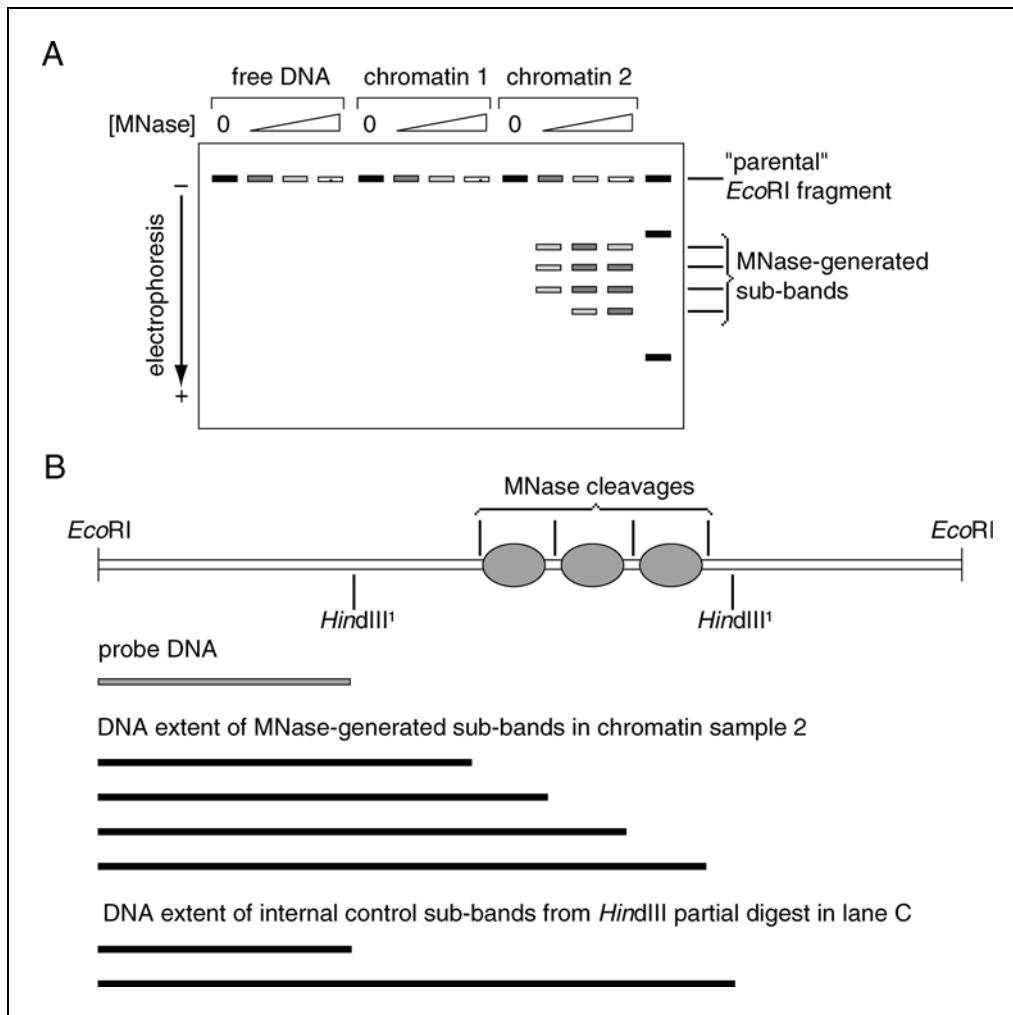 A
free DNA chromatin 1 chromatin 2
[MNase] 0 0 0
"parental"
EcoRI fragment
−
electrophoresis
+
MNase-generated
sub-bands
B
MNase cleavages
EcoRI EcoRI
HindIII¹ HindIII¹
probe DNA
DNA extent of MNase-generated sub-bands in chromatin sample 2
DNA extent of internal control sub-bands from HindIII partial digest in lane C